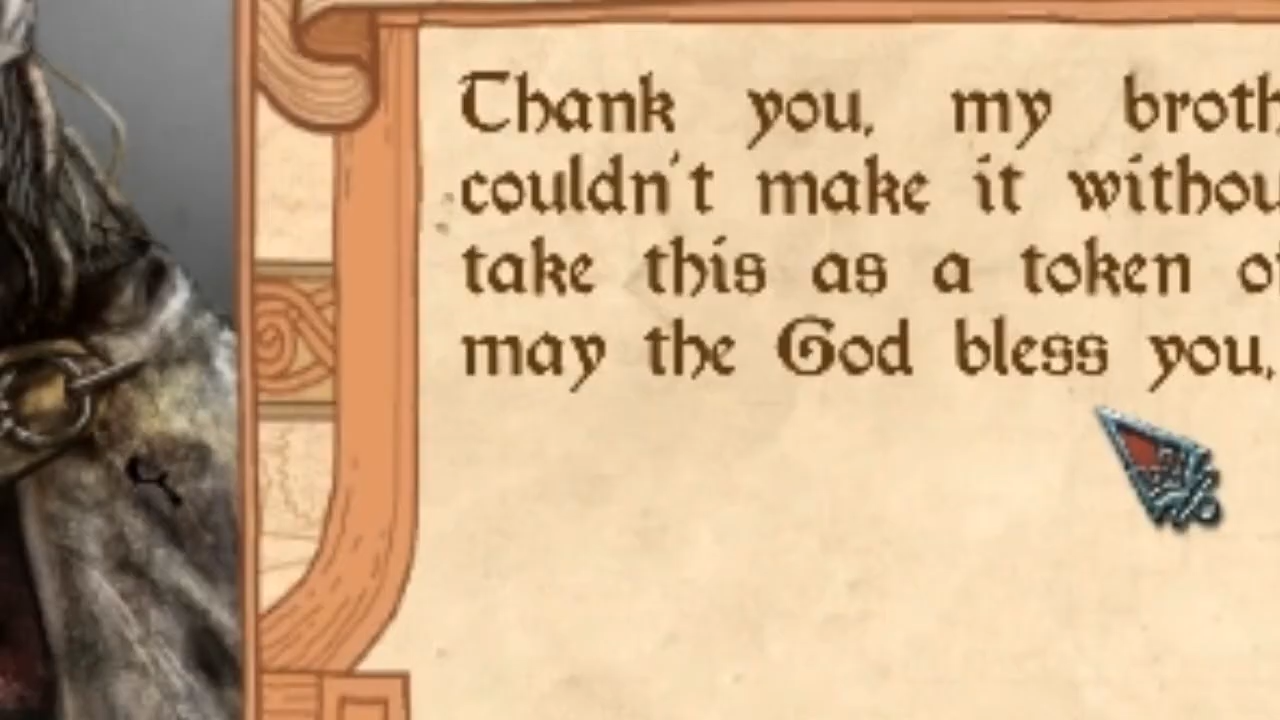 Thank you, my broth
couldn't make it withou
take this as a token o
may the God bless you.